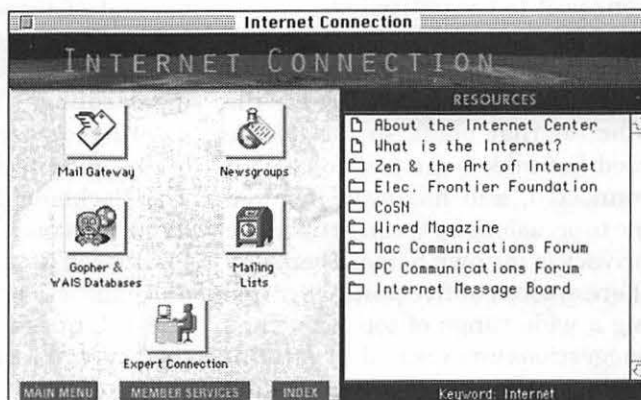 Internet Connection
INTERNET CONNECTION
Mail Gateway
Newsgroups
Gopher &
WAIS Databases
Mailing
Lists
Expert Connection
MAIN MENU
MEMBER SERVICES
INDEX
RESOURCES
About the Internet Center
What is the Internet?
Zen & the Art of Internet
Elec. Frontier Foundation
CoSN
Wired Magazine
Mac Communications Forum
PC Communications Forum
Internet Message Board
Keyword: Internet